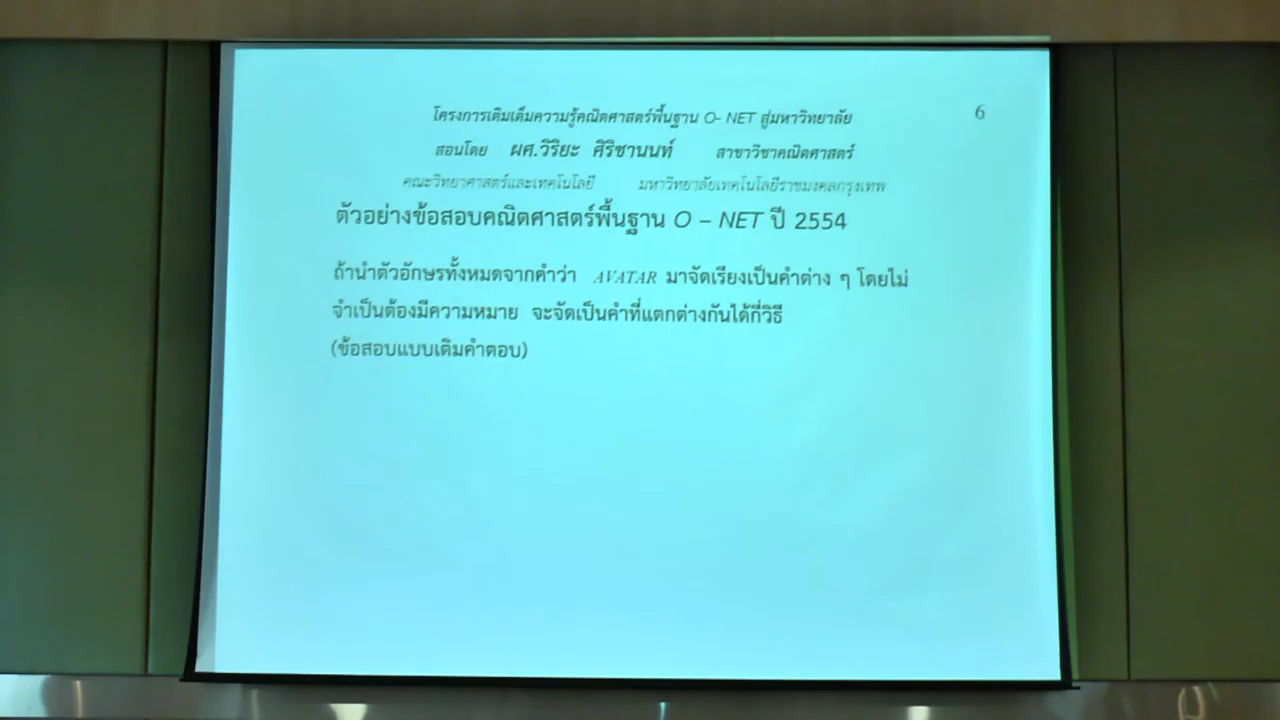 6
โครงการเติมเต็มความรู้คณิตศาสตร์พื้นฐาน O- NET สู่มหาวิทยาลัย
สอนโดย ผศ.วิริยะ ศิริชานนท์ สาขาวิชาคณิตศาสตร์
คณะวิทยาศาสตร์และเทคโนโลยี มหาวิทยาลัยเทคโนโลยีราชมงคลกรุงเทพ
ตัวอย่างข้อสอบคณิตศาสตร์พื้นฐาน O – NET ปี 2554
ถ้านำตัวอักษรทั้งหมดจากคำว่า AVATAR มาจัดเรียงเป็นคำต่าง ๆ โดยไม่
จำเป็นต้องมีความหมาย จะจัดเป็นคำที่แตกต่างกันได้กี่วิธี
(ข้อสอบแบบเติมคำตอบ)